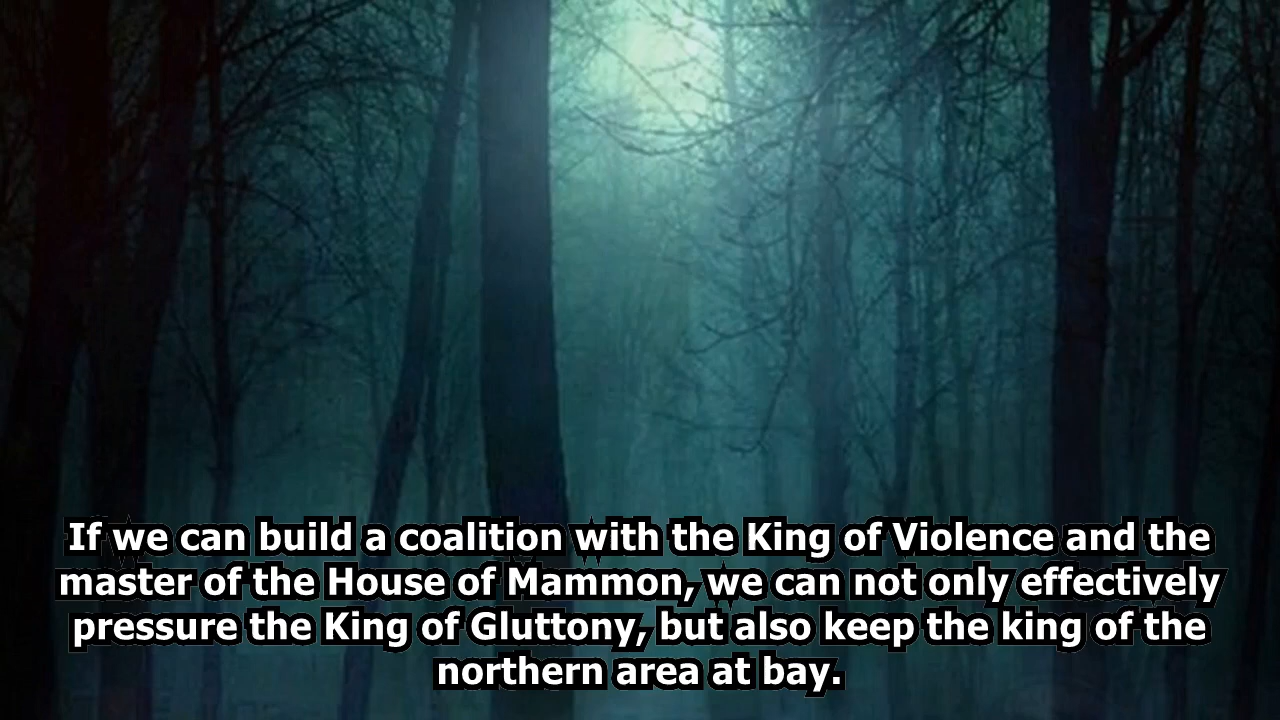 If we can build a coalition with the King of Violence and the
master of the House of Mammon, we can not only effectively
pressure the King of Gluttony, but also keep the king of the
northern area at bay.